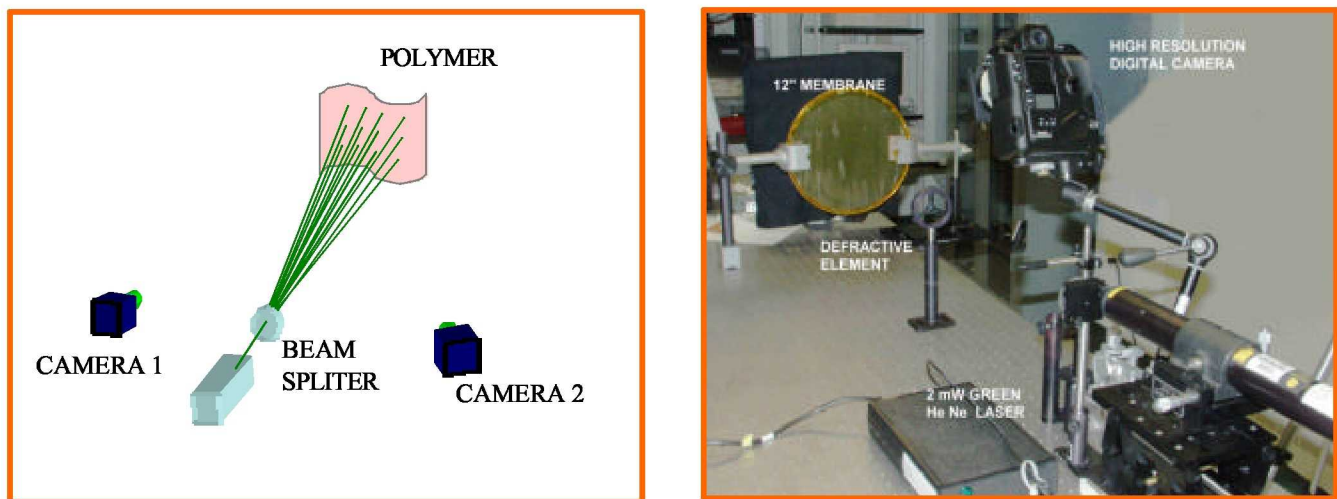 POLYMER
CAMERA 1
BEAM
SPLITER
CAMERA 2
HIGH RESOLUTION
DIGITAL CAMERA
12" MEMBRANE
DEFRACTIVE
ELEMENT
2 mW GREEN
He Ne LASER